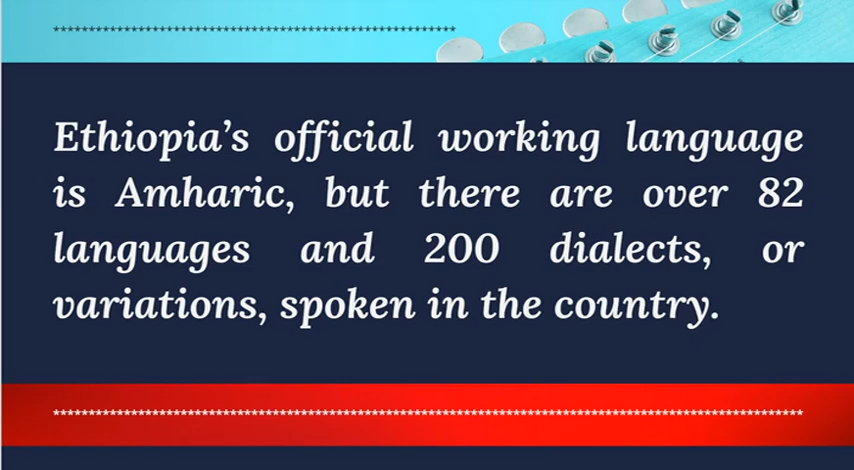 Ethiopia’s official working language
is Amharic, but there are over 82
languages and 200 dialects, or
variations, spoken in the country.